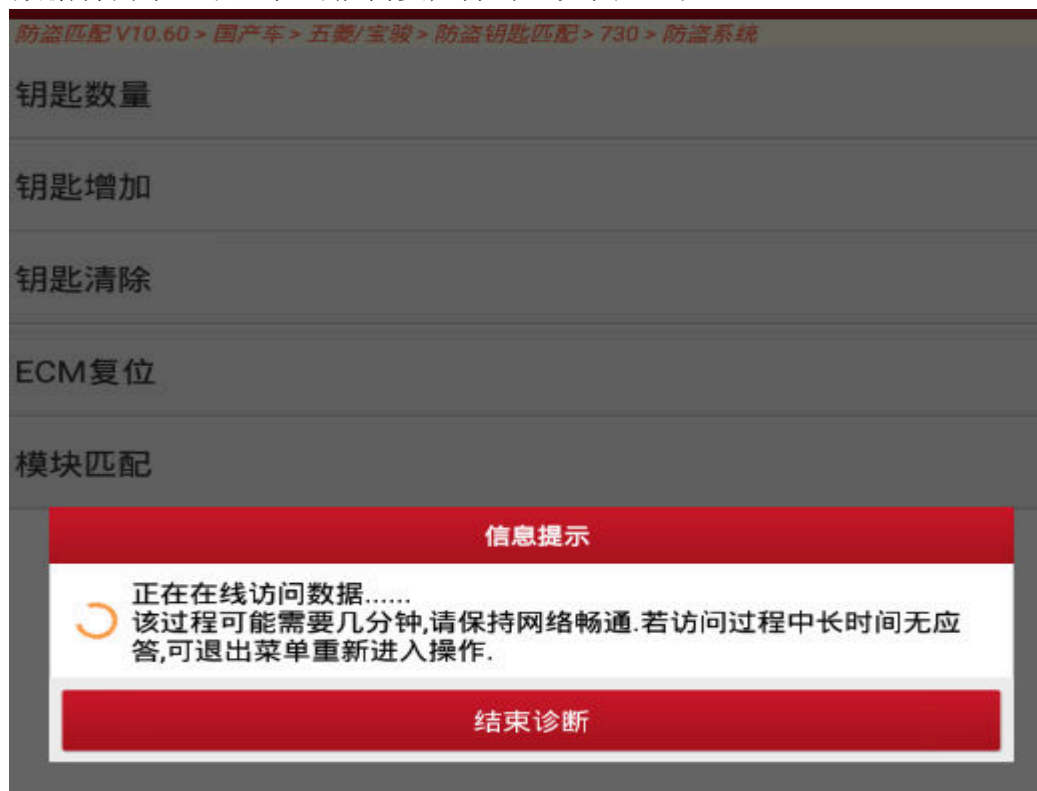 防盗匹配 V10.60 > 国产车 > 五菱/宝骏 > 防盗钥匙匹配 > 730 > 防盗系统
钥匙数量
钥匙增加
钥匙清除
ECM复位
模块匹配
信息提示
正在在线访问数据......
该过程可能需要几分钟,请保持网络畅通.若访问过程中长时间无应
答,可退出菜单重新进入操作.
结束诊断